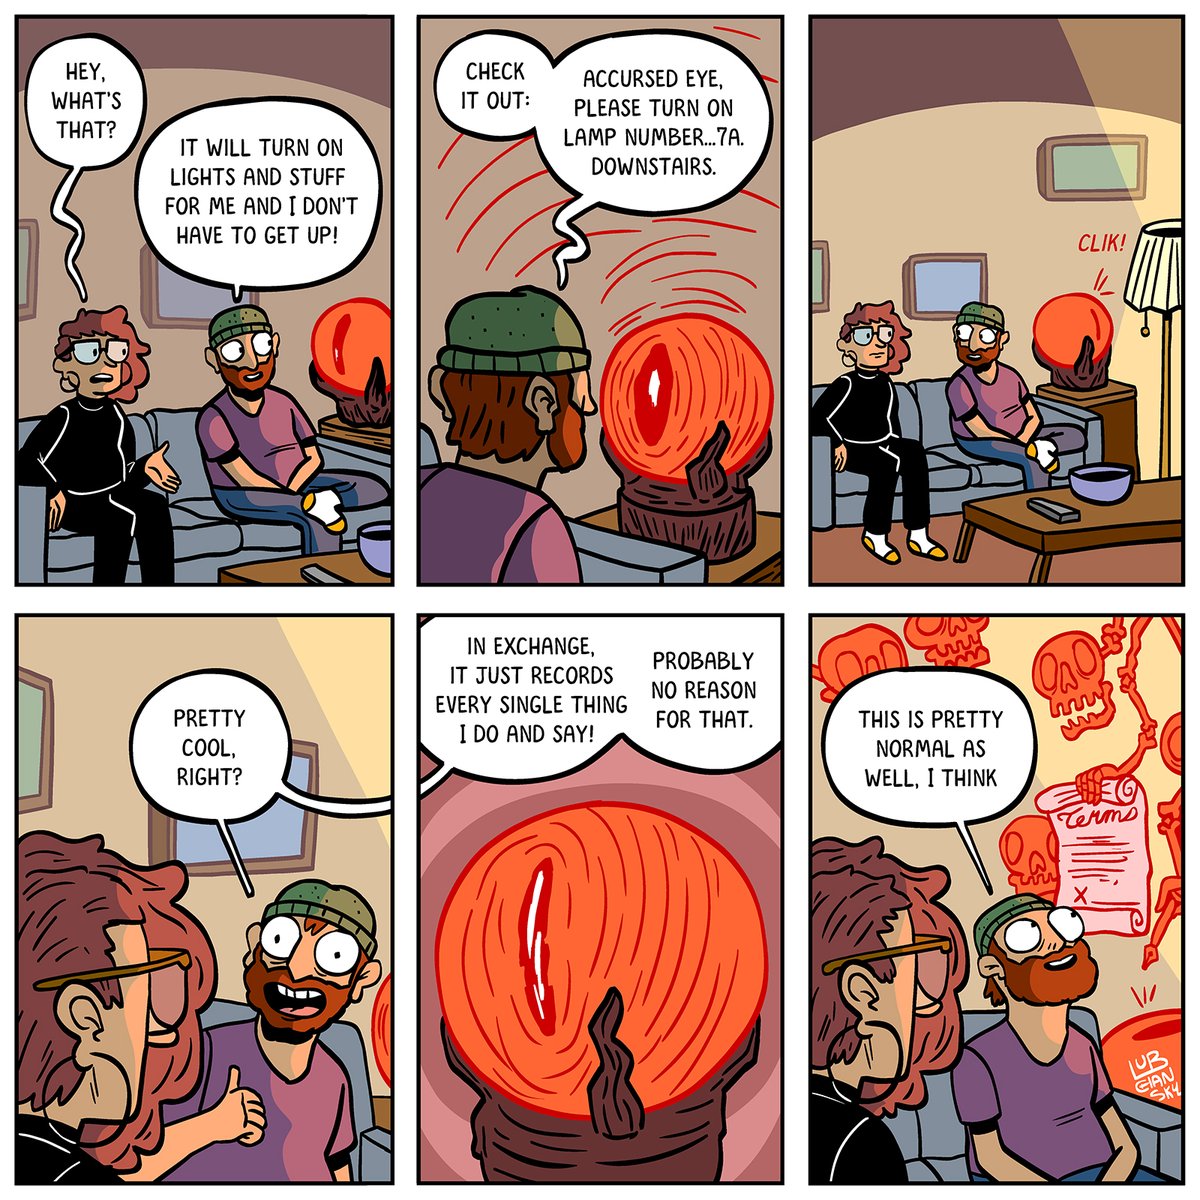 HEY,
WHAT'S
THAT?
IT WILL TURN ON
LIGHTS AND STUFF
FOR ME AND I DON'T
HAVE TO GET UP!
CHECK
IT OUT:
ACCURSED EYE,
PLEASE TURN ON
LAMP NUMBER...7A.
DOWNSTAIRS.
CLIK!
PRETTY
COOL,
RIGHT?
IN EXCHANGE,
IT JUST RECORDS
EVERY SINGLE THING
I DO AND SAY!
PROBABLY
NO REASON
FOR THAT.
THIS IS PRETTY
NORMAL AS
WELL, I THINK
Terms
X
LUB
CHAN
SKY